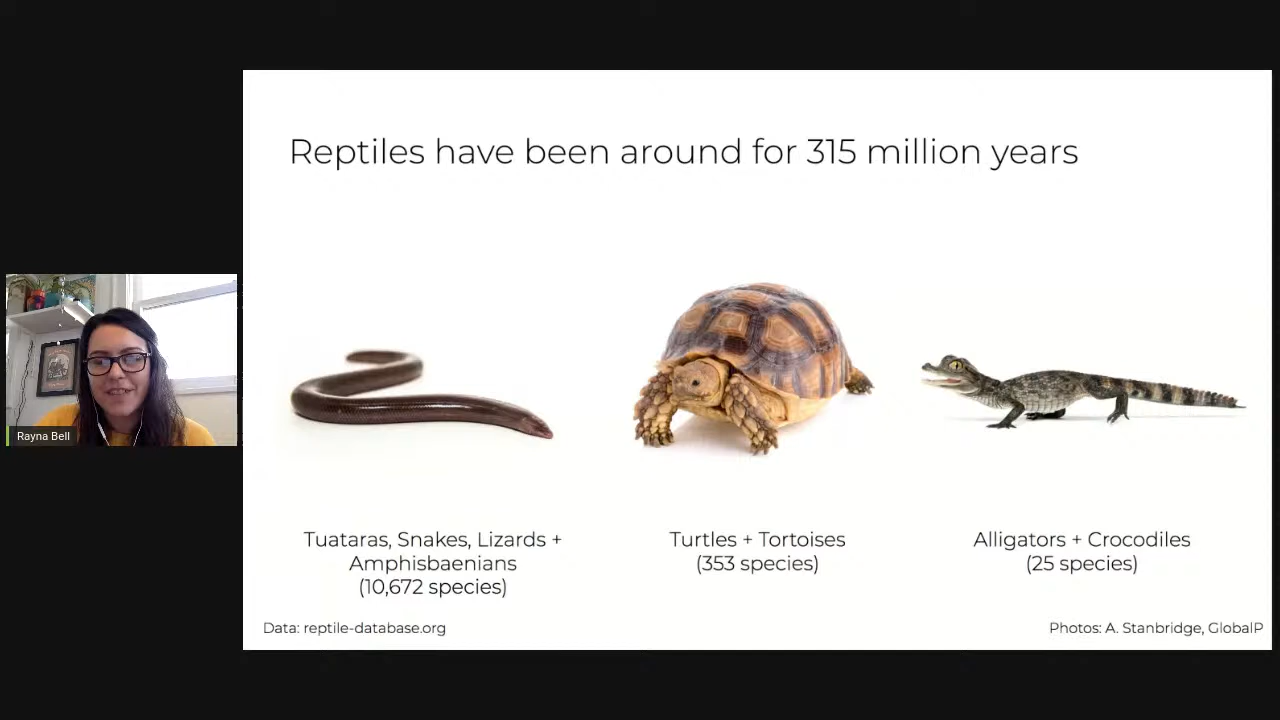 Reptiles have been around for 315 million years
Rayna Bell
Tuataras, Snakes, Lizards +
Amphisbaenians
(10,672 species)
Turtles + Tortoises
(353 species)
Alligators + Crocodiles
(25 species)
Data: reptile-database.org
Photos: A. Stanbridge, GlobalP